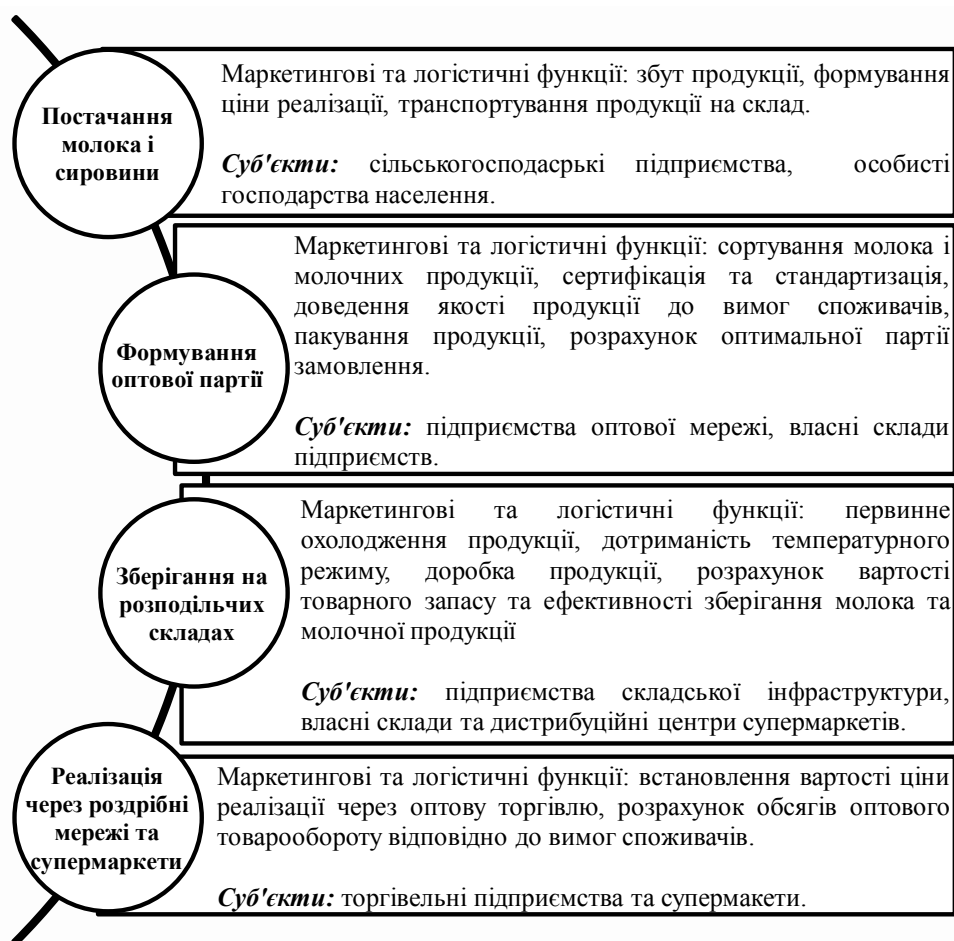 Постачання
молока і
сировини
Маркетингові та логістичні функції: збут продукції, формування
ціни реалізації, транспортування продукції на склад.
Суб'єкти: сільськогосподасрькі підприємства, особисті
господарства населення.
Формування
оптової партії
Маркетингові та логістичні функції: сортування молока і
молочних продукції, сертифікація та стандартизація,
доведення якості продукції до вимог споживачів,
пакування продукції, розрахунок оптимальної партії
замовлення.
Суб'єкти: підприємства оптової мережі, власні склади
підприємств.
Зберігання на
розподільчих
складах
Маркетингові та логістичні функції: первинне
охолодження продукції, дотриманість температурного
режиму, доробка продукції, розрахунок вартості
товарного запасу та ефективності зберігання молока та
молочної продукції
Суб'єкти: підприємства складської інфраструктури,
власні склади та дистрибуційні центри супермаркетів.
Реалізація
через роздрібні
мережі та
супермаркети
Маркетингові та логістичні функції: встановлення вартості ціни
реалізації через оптову торгівлю, розрахунок обсягів оптового
товарообороту відповідно до вимог споживачів.
Суб'єкти: торгівельні підприємства та супермакети.